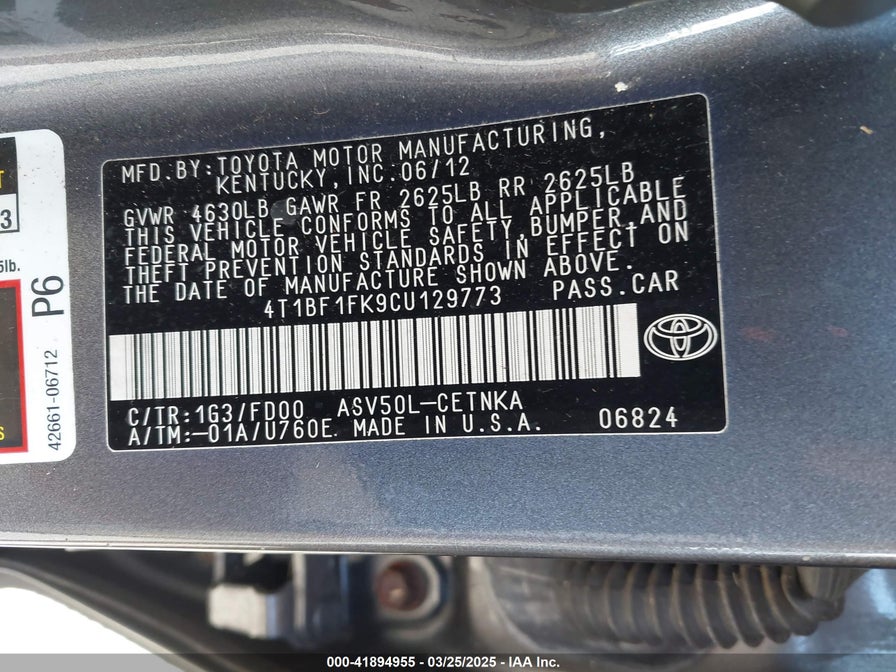 MFD.BY:TOYOTA MOTOR MANUFACTURING,
KENTUCKY,INC.06/12
GVWR 4630LB GAWR FR 2625LB RR 2625LB
THIS VEHICLE CONFORMS TO ALL APPLICABLE
FEDERAL MOTOR VEHICLE SAFETY,BUMPER,AND
THEFT PREVENTION STANDARDS IN EFFECT ON
THE DATE OF MANUFACTURE SHOWN ABOVE.
4T1BF1FK9CU129773 PASS.CAR
C/TR:1G3/FD00 ASV50L-CETNKA
A/TM:-01A/U760E. MADE IN U.S.A. 06824
T
3
5lb.
S
P6
42661-06712
000-41894955 — 03/25/2025 — IAA Inc.